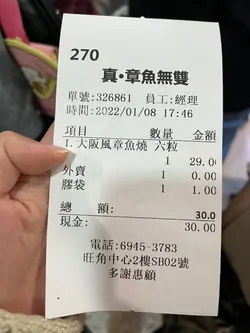 270
真·章魚無雙
單號:326861 員工:經理
時間:2022/01/08 17:46
項目 數量 金額
1. 大阪風章魚燒 六粒
1 29.00
外賣 0 0.00
膠袋 1 1.00
總 額: 30.0
現金: 30.00
電話:6945-3783
旺角中心2樓SB02號
多謝惠顧